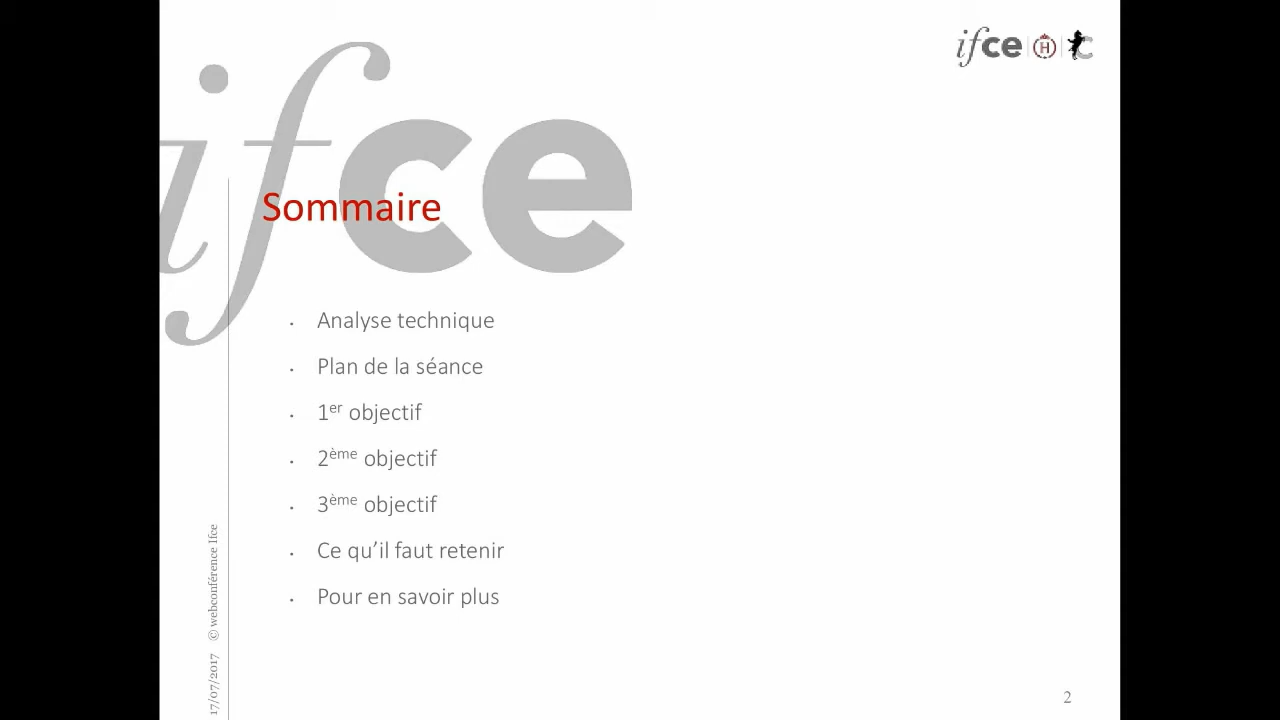 ifce
ifce H C
Sommaire
• Analyse technique
• Plan de la séance
• 1er objectif
• 2ème objectif
• 3ème objectif
• Ce qu’il faut retenir
• Pour en savoir plus
17/07/2017 © webconférence Ifce
2